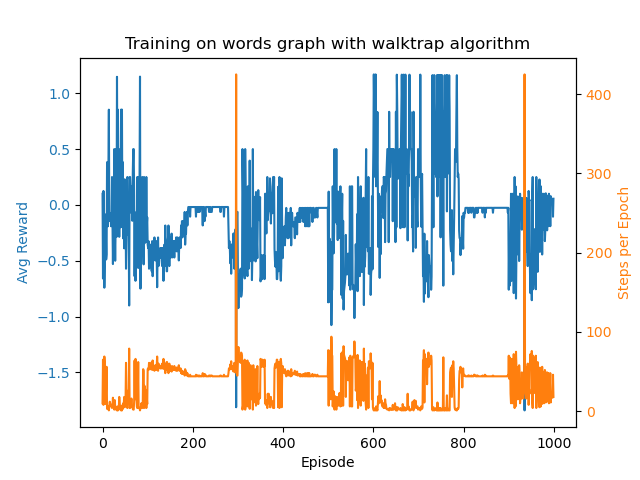 Training on words graph with walktrap algorithm
1.0
0.5
0.0
−0.5
−1.0
−1.5
Avg Reward
400
300
200
100
0
Steps per Epoch
0 200 400 600 800 1000
Episode